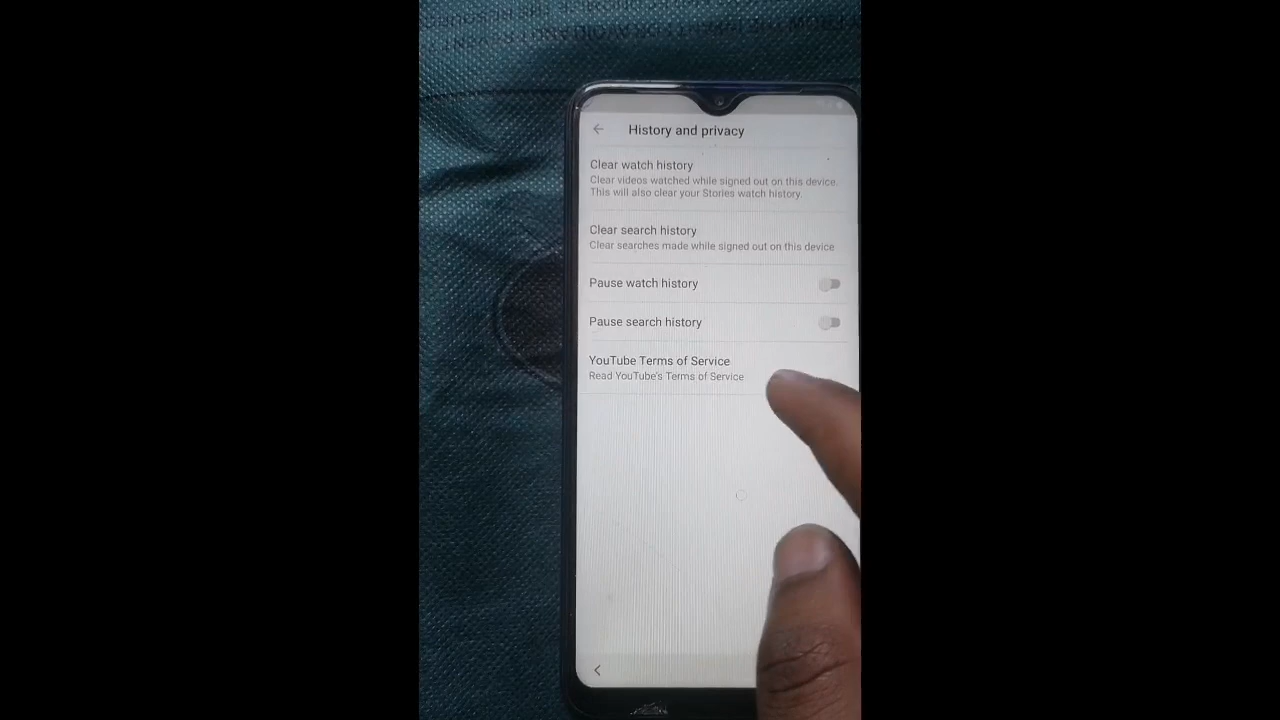 History and privacy
Clear watch history
Clear videos watched while signed out on this device.
This will also clear your Stories watch history.
Clear search history
Clear searches made while signed out on this device
Pause watch history
Pause search history
YouTube Terms of Service
Read YouTube's Terms of Service